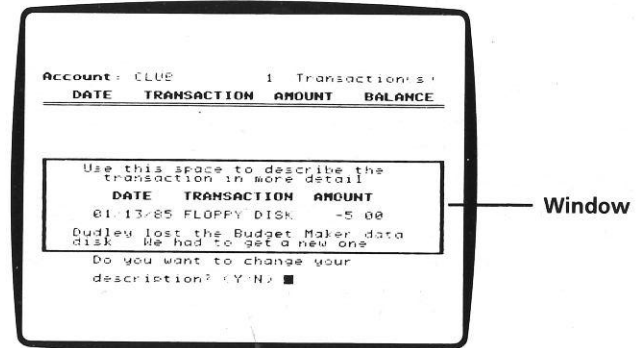 Account: CLUB 1 Transaction(s)
DATE TRANSACTION AMOUNT BALANCE
Use this space to describe the
transaction in more detail
DATE TRANSACTION AMOUNT
01/13/85 FLOPPY DISK -5.00
Dudley lost the Budget Maker data
disk. We had to get a new one
Do you want to change your
description? (Y/N)
Window